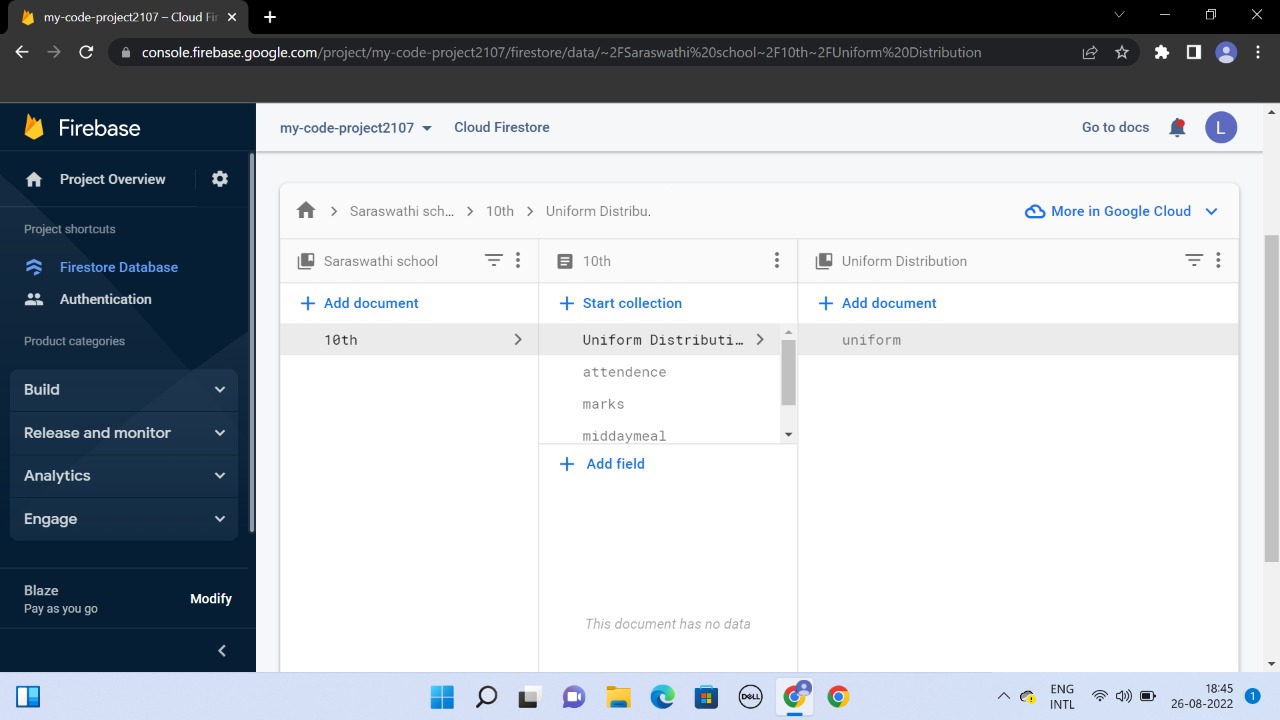 my-code-project2107 – Cloud Fir
console.firebase.google.com/project/my-code-project2107/firestore/data/~2FSaraswathi%20school~2F10th~2FUniform%20Distribution
Firebase
my-code-project2107
Cloud Firestore
Go to docs
L
Project Overview
Project shortcuts
Firestore Database
Authentication
Product categories
Build
Release and monitor
Analytics
Engage
Blaze
Pay as you go
Modify
Saraswathi sch...
10th
Uniform Distribu.
More in Google Cloud
Saraswathi school
Add document
10th
10th
Start collection
Uniform Distributi…
attendence
marks
middaymeal
Add field
This document has no data
Uniform Distribution
Add document
uniform
DELL
ENG
INTL
18:45
26-08-2022
1